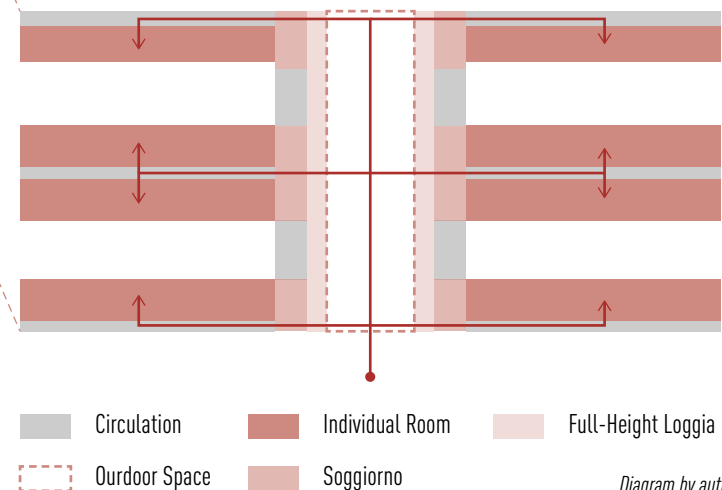 Circulation
Individual Room
Full-Height Loggia
Ourdoor Space
Soggiorno
Diagram by